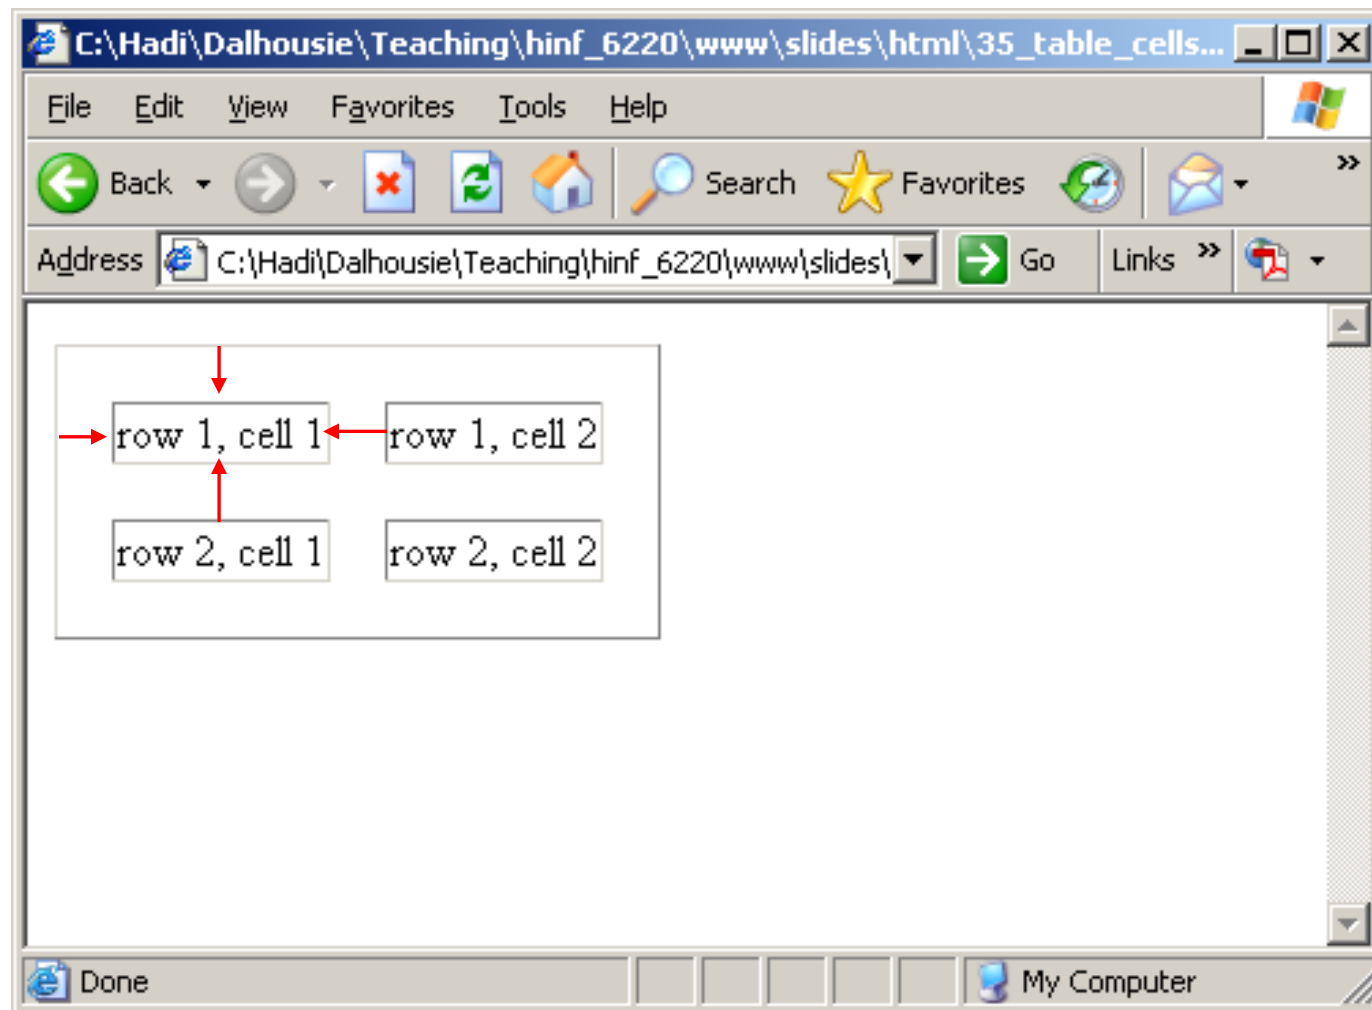 C:\Hadi\Dalhousie\Teaching\hinf_6220\www\slides\html\35_table_cells...
File Edit View Favorites Tools Help
Back Search Favorites »
Address C:\Hadi\Dalhousie\Teaching\hinf_6220\www\slides\ Go Links »
row 1, cell 1 row 1, cell 2
row 2, cell 1 row 2, cell 2
Done My Computer